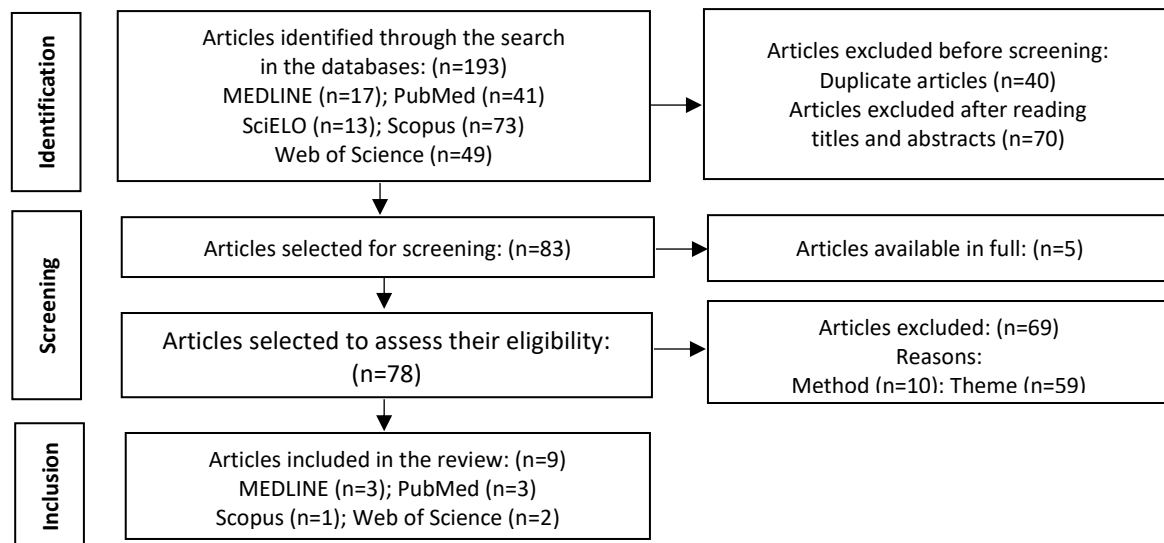 Identification
Articles identified through the search
in the databases: (n=193)
MEDLINE (n=17); PubMed (n=41)
SciELO (n=13); Scopus (n=73)
Web of Science (n=49)
Articles excluded before screening:
Duplicate articles (n=40)
Articles excluded after reading
titles and abstracts (n=70)
Screening
Articles selected for screening: (n=83)
Articles available in full: (n=5)
Articles selected to assess their eligibility:
(n=78)
Articles excluded: (n=69)
Reasons:
Method (n=10); Theme (n=59)
Inclusion
Articles included in the review: (n=9)
MEDLINE (n=3); PubMed (n=3)
Scopus (n=1); Web of Science (n=2)